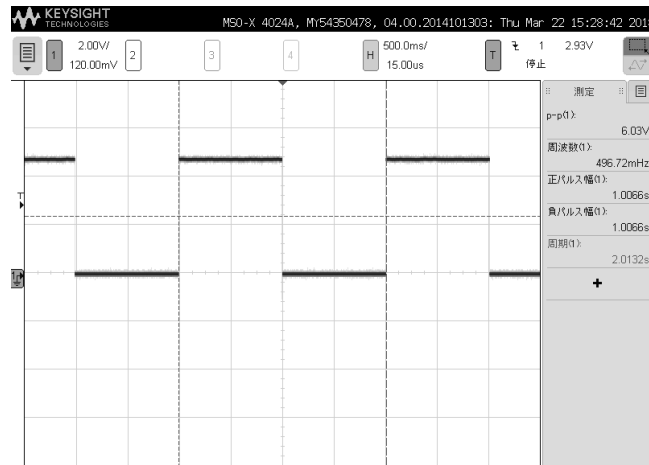 KEYSIGHT
TECHNOLOGIES
MSO-X 4024A, MY54350478, 04.00.2014101303: Thu Mar 22 15:28:42 201
1
2.00V/
120.00mV
2
3
4
H
500.0ms/
15.00us
T
1
2.93V
停止
測定
p-p(1):
6.03V
周波数(1):
496.72mHz
正パルス幅(1):
1.0066s
負パルス幅(1):
1.0066s
周期(1):
2.0132s
+
T